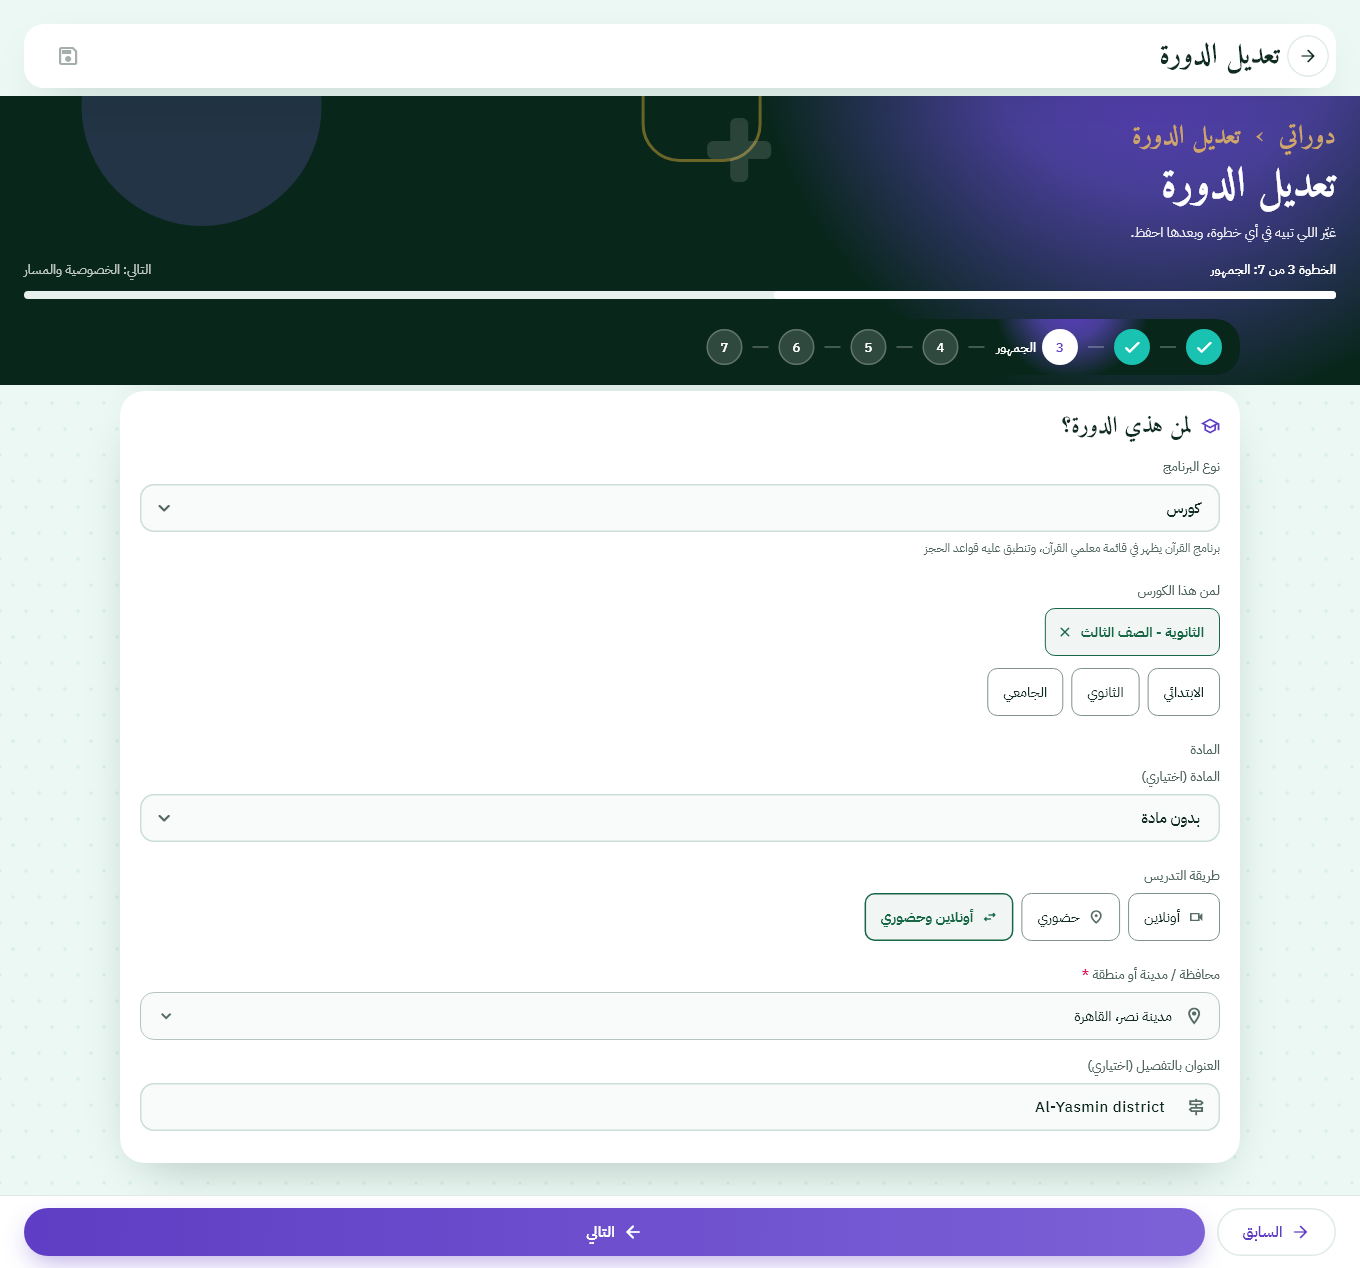 تعديل الدورة
دوراتي › تعديل الدورة
تعديل الدورة
غيّر اللي تبيه في أي خطوة، وبعدها احفظ.
الخطوة 3 من 7: الجمهور
التالي: الخصوصية والمسار
3 الجمهور 4 5 6 7
لمن هذي الدورة؟
نوع البرنامج
كورس
برنامج القرآن يظهر في قائمة معلمي القرآن، وتنطبق عليه قواعد الحجز
لمن هذا الكورس
الثانوية - الصف الثالث
الابتدائي الثانوي الجامعي
المادة
المادة (اختياري)
بدون مادة
طريقة التدريس
أونلاين حضوري أونلاين وحضوري
محافظة / مدينة أو منطقة *
مدينة نصر، القاهرة
العنوان بالتفصيل (اختياري)
Al-Yasmin district
السابق
التالي